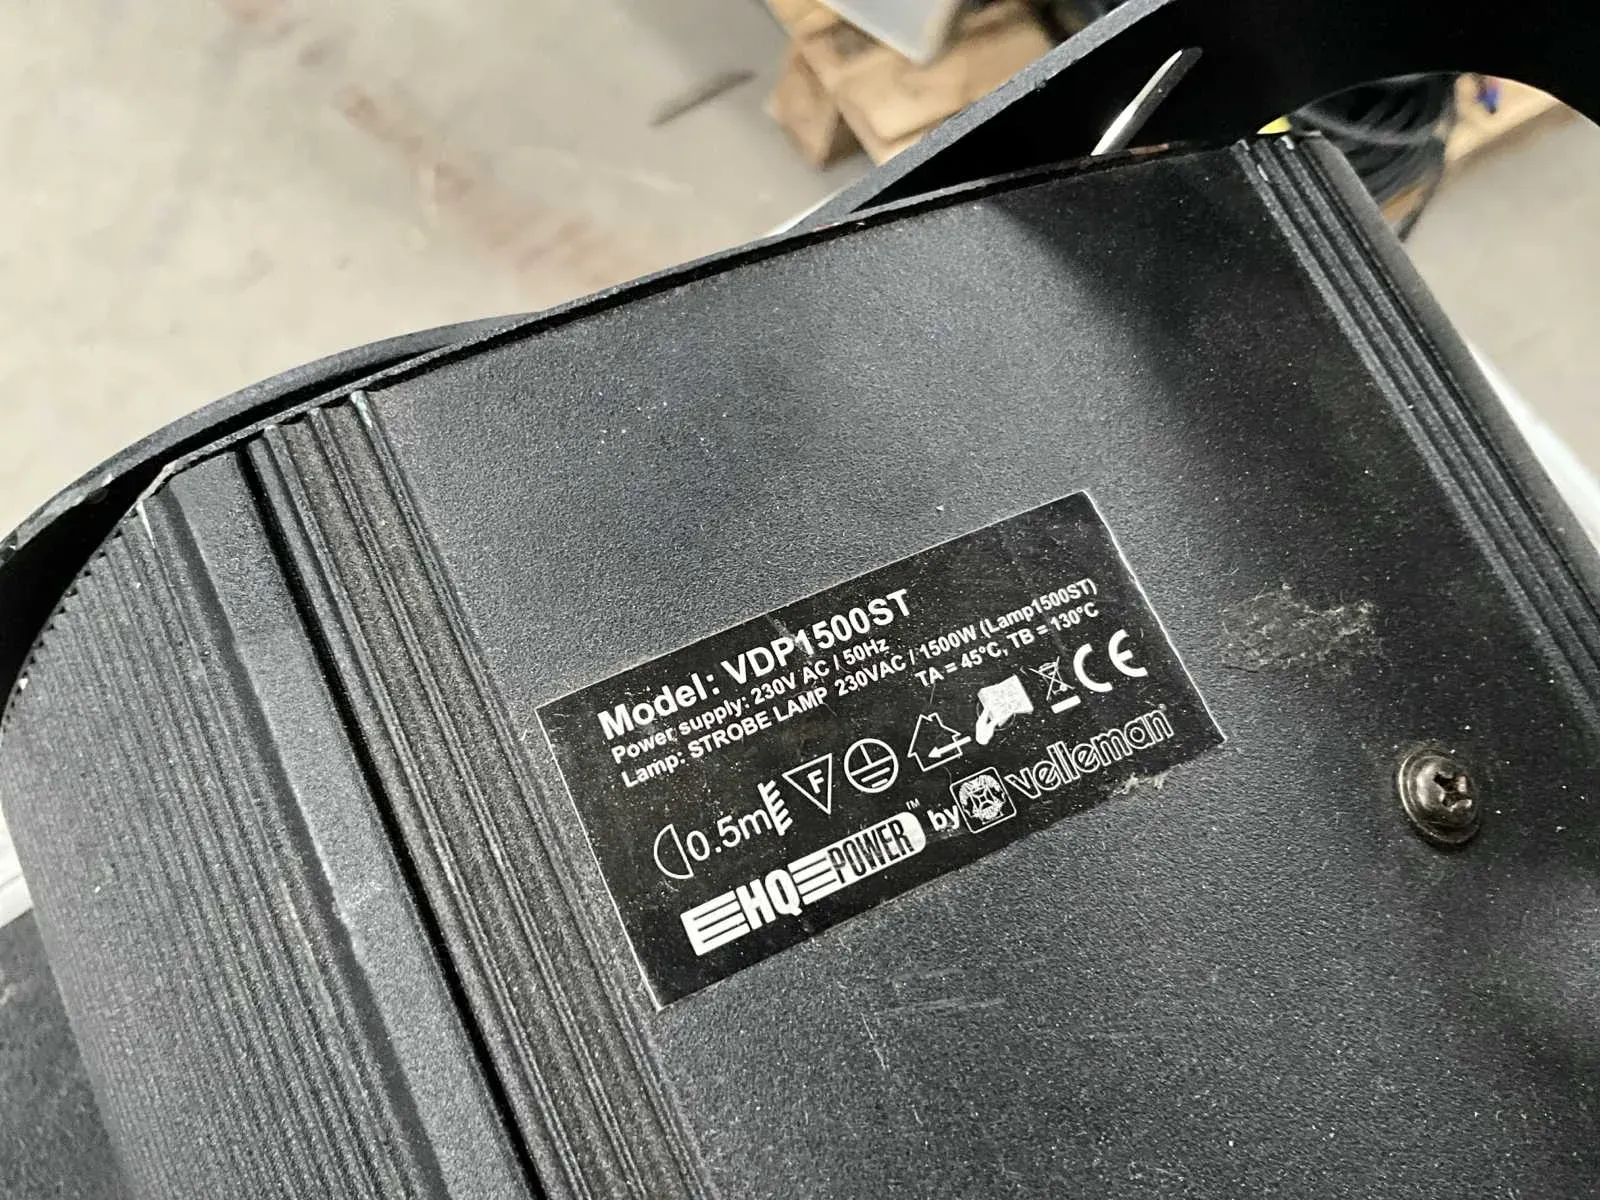 Model: VDP1500ST
Power supply: 230V AC / 50Hz
Lamp: STROBE LAMP 230VAC / 1500W (Lamp1500ST)
TA = 45°C, TB = 130°C
0.5m F CE
HQ POWER™ by velleman®